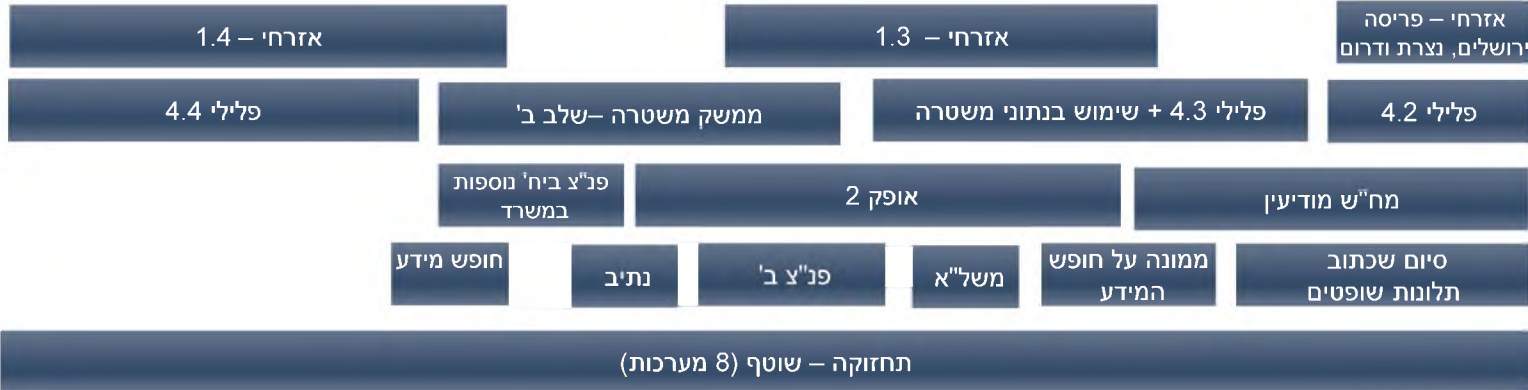 אזרחי – פריסה
ירושלים, נצרת ודרום
אזרחי – 1.3
אזרחי – 1.4
פלילי 4.2
פלילי 4.3 + שימוש בנתוני משטרה
ממשק משטרה –שלב ב'
פלילי 4.4
מח"ש מודיעין
אופק 2
פנ"צ ביח' נוספות
במשרד
סיום שכתוב
תלונות שופטים
ממונה על חופש
המידע
משל"א
פנ"צ ב'
נתיב
חופש מידע
תחזוקה – שוטף (8 מערכות)